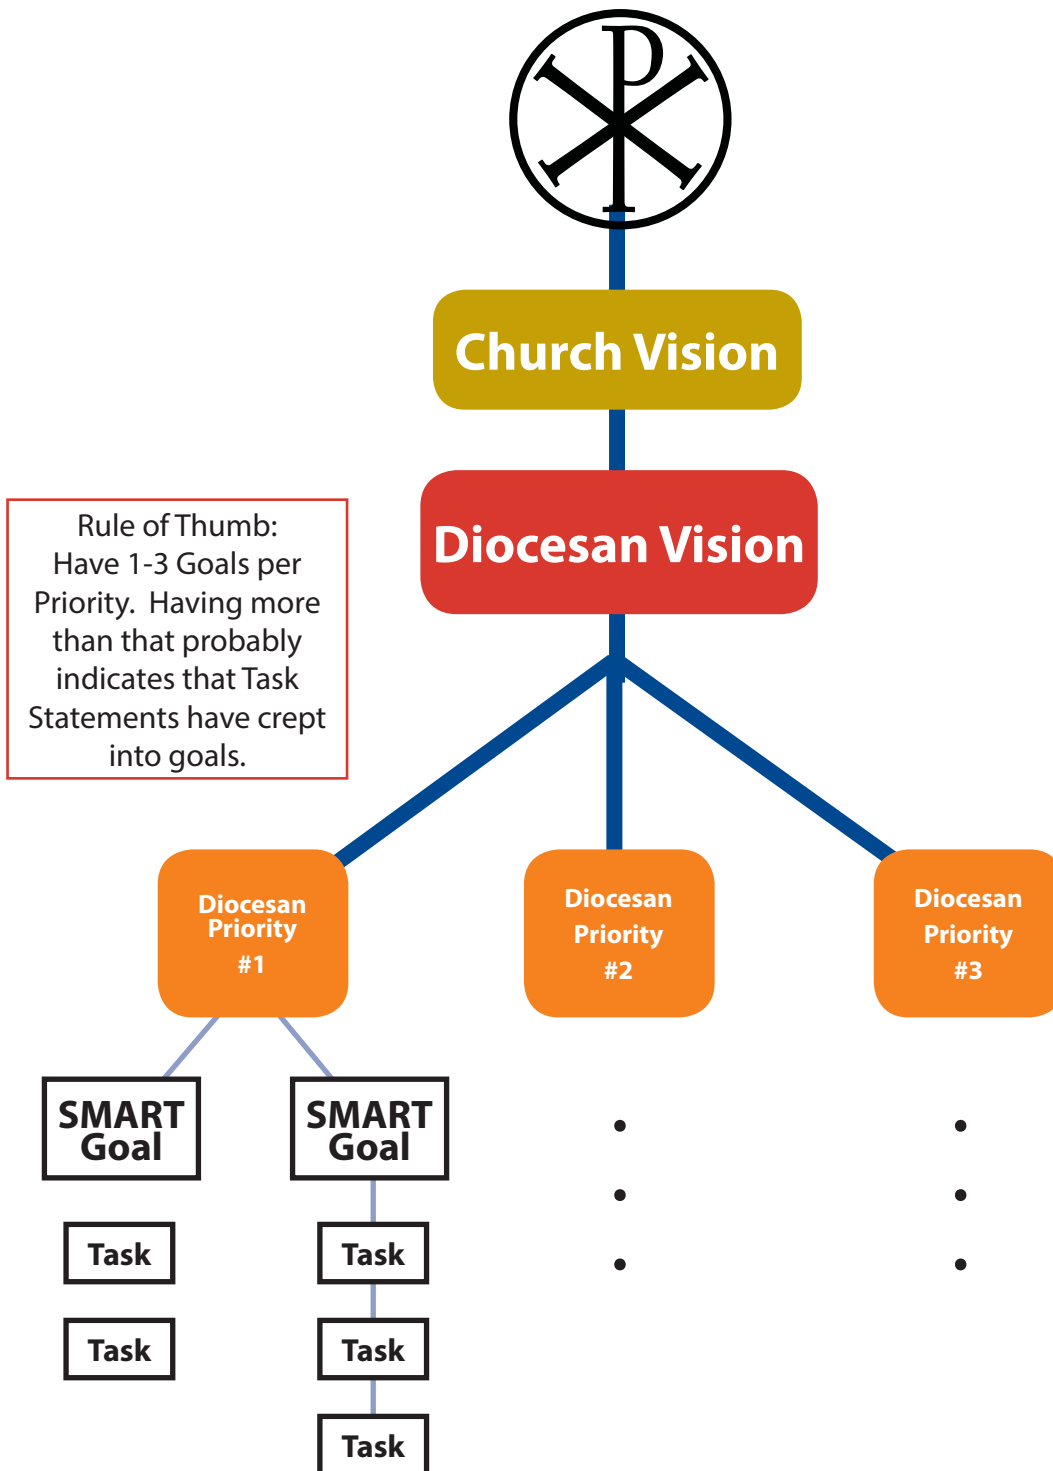 Church Vision
Diocesan Vision
Rule of Thumb:
Have 1-3 Goals per
Priority.  Having more
than that probably
indicates that Task
Statements have crept
into goals.
Diocesan
Priority
#1
Diocesan
Priority
#2
Diocesan
Priority
#3
SMART
Goal
SMART
Goal
Task
Task
Task
Task
Task